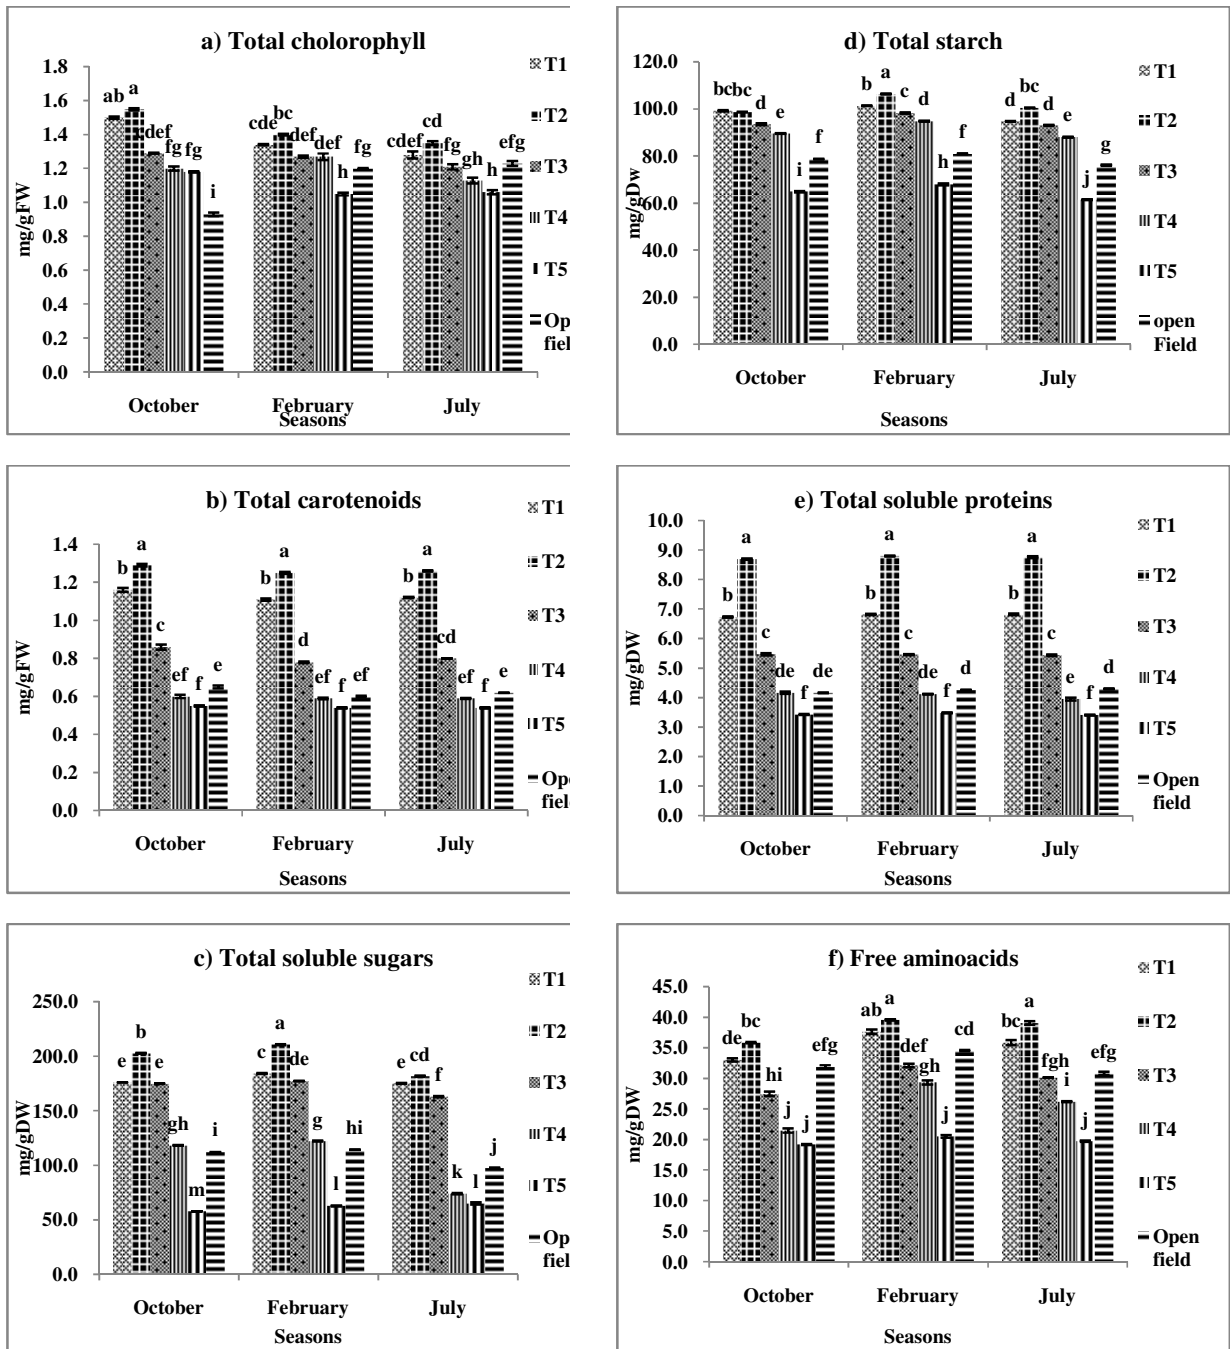 a) Total cholorophyll
mg/gFW
1.8
1.6
1.4
1.2
1.0
0.8
0.6
0.4
0.2
0.0
ab a cdef fg fg i
cde bc def def h fg
cdef cd fg gh h efg
October February July
Seasons
T1
T2
T3
T4
T5
Op
fiel
d) Total starch
mg/gDw
120.0
100.0
80.0
60.0
40.0
20.0
0.0
bc bc d e i f
b a c d h f
d bc d e j g
October February July
Seasons
T1
T2
T3
T4
T5
open
Field
b) Total carotenoids
mg/gFW
1.4
1.2
1.0
0.8
0.6
0.4
0.2
0.0
b a c ef f e
b a d ef f ef
b a cd ef f e
October February July
Seasons
T1
T2
T3
T4
T5
Ope
fiel
e) Total soluble proteins
mg/gDW
10.0
9.0
8.0
7.0
6.0
5.0
4.0
3.0
2.0
1.0
0.0
b a c de f de
b a c de f d
b a c e f d
October February July
Seasons
T1
T2
T3
T4
T5
Open
field
c) Total soluble sugars
mg/gDW
250.0
200.0
150.0
100.0
50.0
0.0
e b e gh m i
c a de g l hi
e cd f k l j
October February July
Seasons
T1
T2
T3
T4
T5
Op
fiel
f) Free aminoacids
mg/gDW
45.0
40.0
35.0
30.0
25.0
20.0
15.0
10.0
5.0
0.0
de bc hi j j efg
ab a def gh j cd
bc a fgh i j efg
October February July
Seasons
T1
T2
T3
T4
T5
Open
field